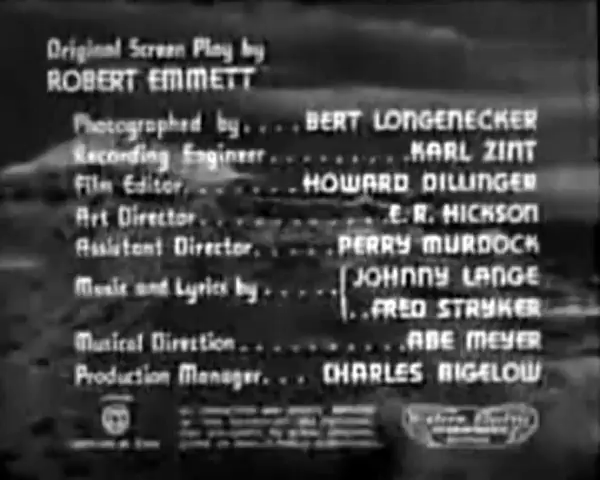 Original Screen Play by
ROBERT EMMETT
Photographed by....BERT LONGENECKER
Recording Engineer.........KARL ZINT
Film Editor.......HOWARD DILLINGER
Art Director...........E. R. HICKSON
Assistant Director.....PERRY MURDOCK
Music and Lyrics by.....JOHNNY LANGE
..FRED STRYKER
Musical Direction..........ABE MEYER
Production Manager...CHARLES BIGELOW
Western Electric